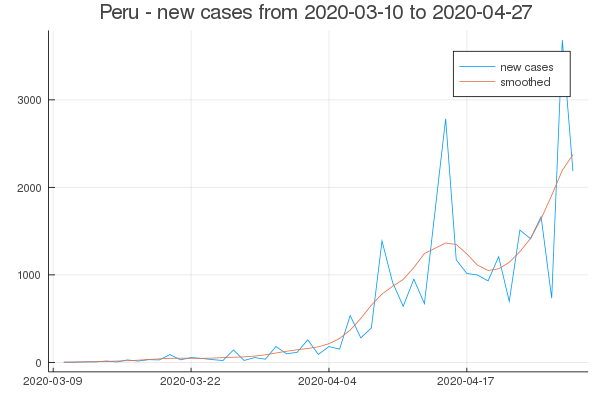 Peru - new cases from 2020-03-10 to 2020-04-27
new cases
smoothed
3000
2000
1000
0
2020-03-09 2020-03-22 2020-04-04 2020-04-17